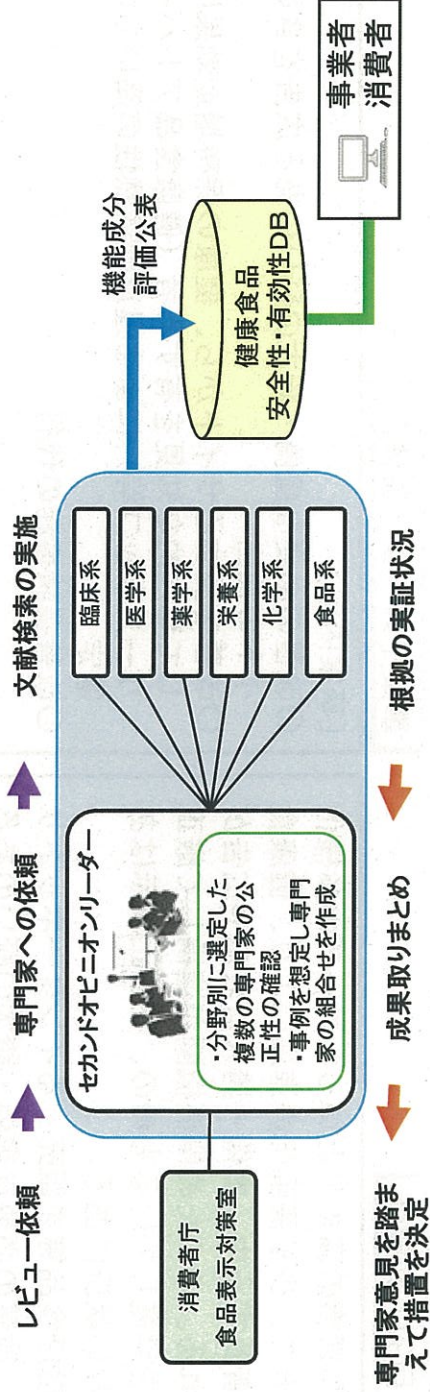 レビュー依頼
専門家への依頼
文献検索の実施
消費者庁
食品表示対策室
セカンドオピニオンリーダー
・分野別に選定した
複数の専門家の公
正性の確認
・事例を想定し専門
家の組合せを作成
臨床系
医学系
薬学系
栄養系
化学系
食品系
機能成分
評価公表
健康食品
安全性・有効性DB
事業者
消費者
専門家意見を踏ま
えて措置を決定
成果取りまとめ
根拠の実証状況